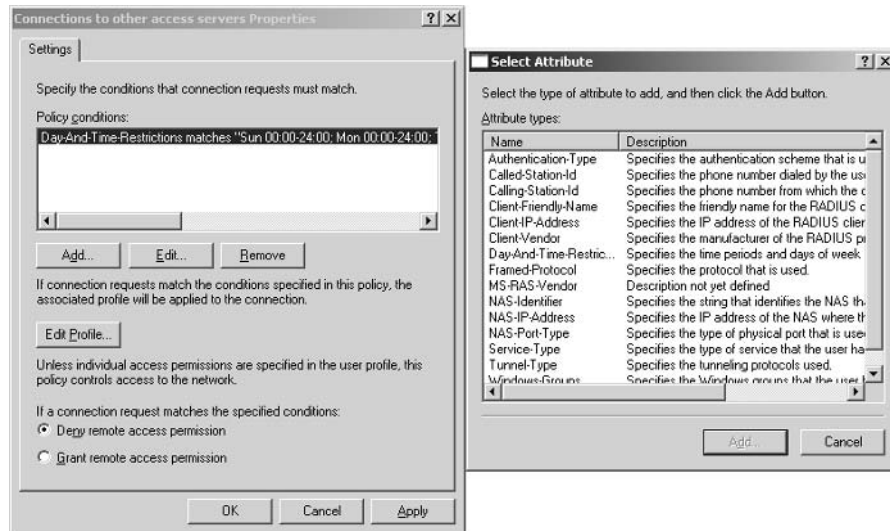 Connections to other access servers Properties
Settings
Specify the conditions that connection requests must match.
Policy conditions:
Day-And-Time-Restrictions matches "Sun 00:00-24:00; Mon 00:00-24:00;
Add...
Edit...
Remove
If connection requests match the conditions specified in this policy, the
associated profile will be applied to the connection.
Edit Profile...
Unless individual access permissions are specified in the user profile, this
policy controls access to the network.
If a connection request matches the specified conditions:
Deny remote access permission
Grant remote access permission
OK
Cancel
Apply
Select Attribute
Select the type of attribute to add, and then click the Add button.
Attribute types:
Name Description
Authentication-Type Specifies the authentication scheme that is u
Called-Station-Id Specifies the phone number dialed by the use
Calling-Station-Id Specifies the phone number from which the c
Client-Friendly-Name Specifies the friendly name for the RADIUS c
Client-IP-Address Specifies the IP address of the RADIUS clier
Client-Vendor Specifies the manufacturer of the RADIUS pr
Day-And-Time-Restric... Specifies the time periods and days of week
Framed-Protocol Specifies the protocol that is used.
MS-RAS-Vendor Description not yet defined
NAS-Identifier Specifies the string that identifies the NAS th
NAS-IP-Address Specifies the IP address of the NAS where th
NAS-Port-Type Specifies the type of physical port that is use
Service-Type Specifies the type of service that the user ha
Tunnel-Type Specifies the tunneling protocols used.
Windows-Groups Specifies the Windows groups that the user
Add...
Cancel